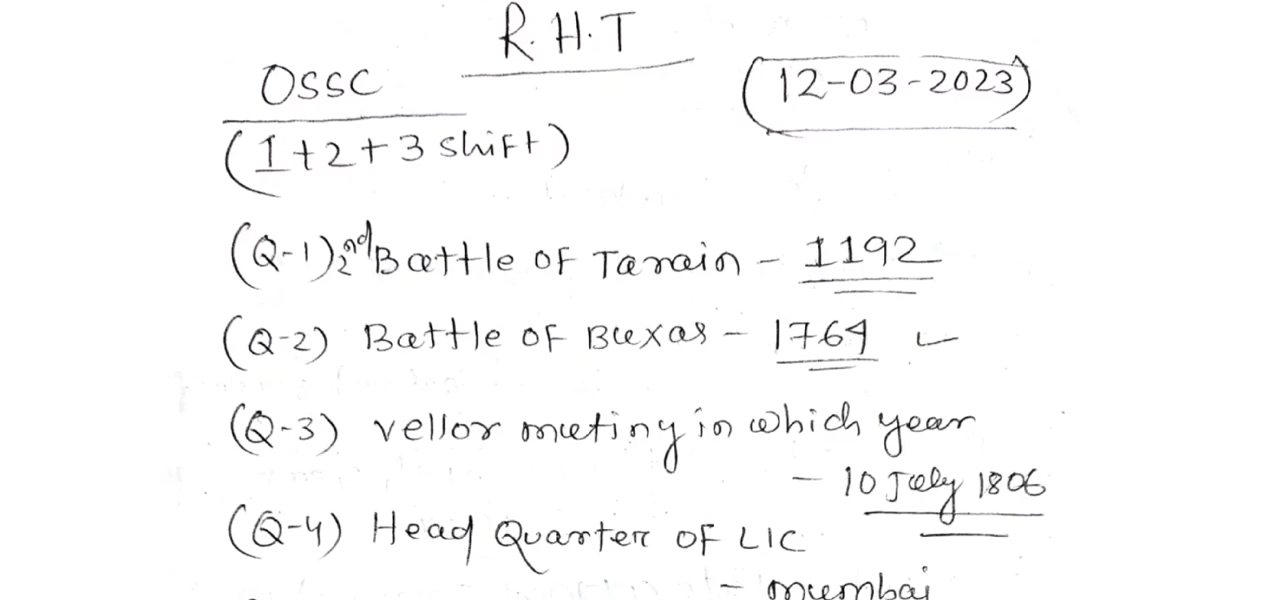 R.H.T
OSSC
(12-03-2023)
(1+2+3 shift)
(Q-1) 2nd Battle of Tarain - 1192
(Q-2) Battle of Buxar - 1764
(Q-3) vellor mutiny in which year
- 10 July 1806
(Q-4) Head Quarter of LIC
- mumbai